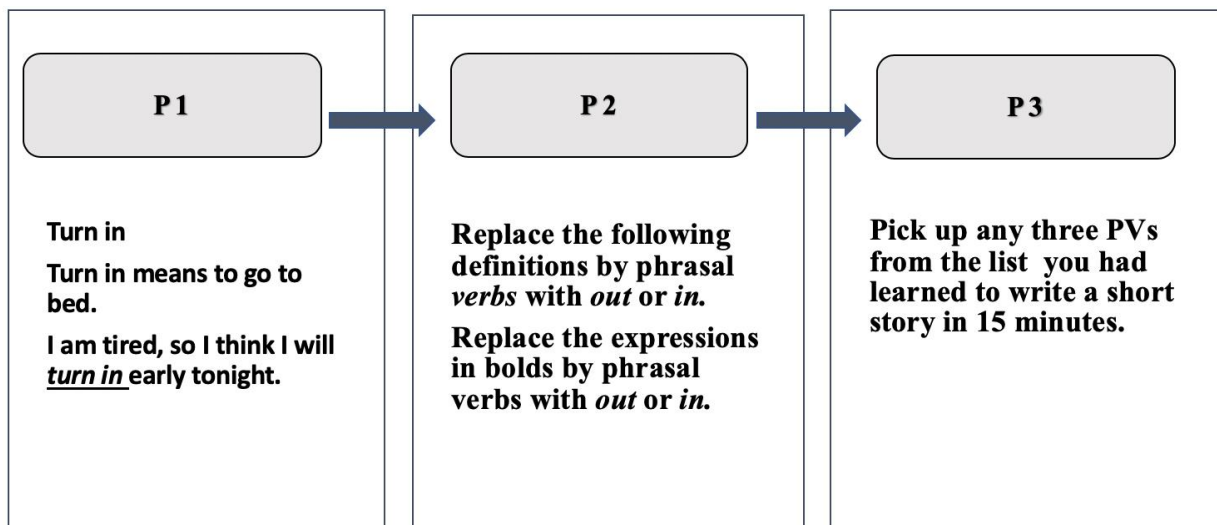 P 1
Turn in
Turn in means to go to
bed.
I am tired, so I think I will
turn in early tonight.
P 2
Replace the following
definitions by phrasal
verbs with out or in.
Replace the expressions
in bolds by phrasal
verbs with out or in.
P 3
Pick up any three PVs
from the list you had
learned to write a short
story in 15 minutes.